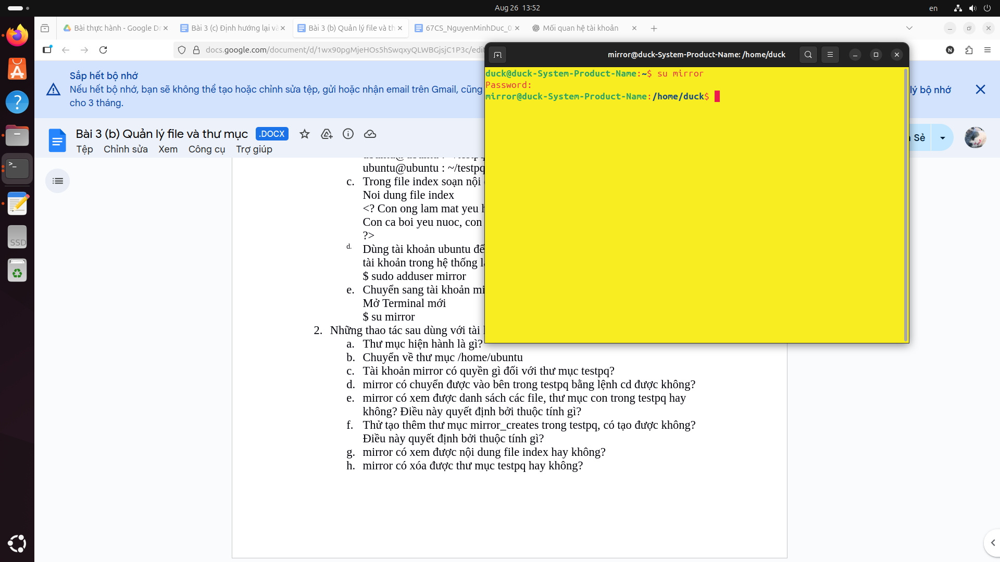 Aug 26 13:52
en
Bài thực hành - Google Dr
Bài 3 (c) Định hướng lại và
Bài 3 (b) Quản lý file và th
67CS_NguyenMinhDuc_0
Mối quan hệ tài khoản
docs.google.com/document/d/1wx90pgMjeHOs5hSwqxyQLWBGjsjC1P3c/edit
N
Sắp hết bộ nhớ
Nếu hết bộ nhớ, bạn sẽ không thể tạo hoặc chỉnh sửa tệp, gửi hoặc nhận email trên Gmail, cũng
cho 3 tháng.
lý bộ nhớ
Bài 3 (b) Quản lý file và thư mục
.DOCX
Tệp Chỉnh sửa Xem Công cụ Trợ giúp
Sẻ
mirror@duck-System-Product-Name: /home/duck
duck@duck-System-Product-Name:~$ su mirror
Password:
mirror@duck-System-Product-Name:/home/duck$
ubuntu@ubuntu : ~/testpq
c. Trong file index soạn nội
Noi dung file index
<? Con ong lam mat yeu
Con ca boi yeu nuoc, con
?>
d. Dùng tài khoản ubuntu để
tài khoản trong hệ thống
$ sudo adduser mirror
e. Chuyển sang tài khoản
Mở Terminal mới
$ su mirror
2. Những thao tác sau dùng với tài
a. Thư mục hiện hành là gì?
b. Chuyển về thư mục /home/ubuntu
c. Tài khoản mirror có quyền gì đối với thư mục testpq?
d. mirror có chuyển được vào bên trong testpq bằng lệnh cd được không?
e. mirror có xem được danh sách các file, thư mục con trong testpq hay
không? Điều này quyết định bởi thuộc tính gì?
f. Thử tạo thêm thư mục mirror_creates trong testpq, có tạo được không?
Điều này quyết định bởi thuộc tính gì?
g. mirror có xem được nội dung file index hay không?
h. mirror có xóa được thư mục testpq hay không?
SSD